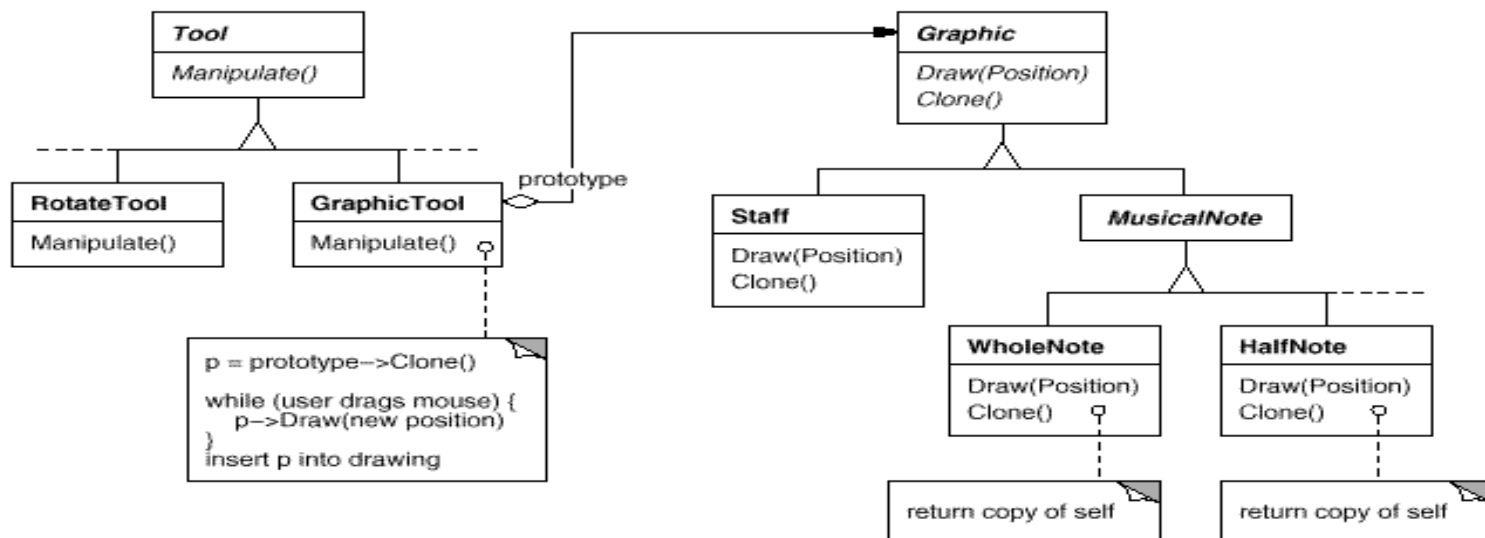 Tool
Manipulate()
Graphic
Draw(Position)
Clone()
prototype
RotateTool
Manipulate()
GraphicTool
Manipulate()
Staff
Draw(Position)
Clone()
MusicalNote
p = prototype−>Clone()
while (user drags mouse) {
p−>Draw(new position)
}
insert p into drawing
WholeNote
Draw(Position)
Clone()
HalfNote
Draw(Position)
Clone()
return copy of self
return copy of self